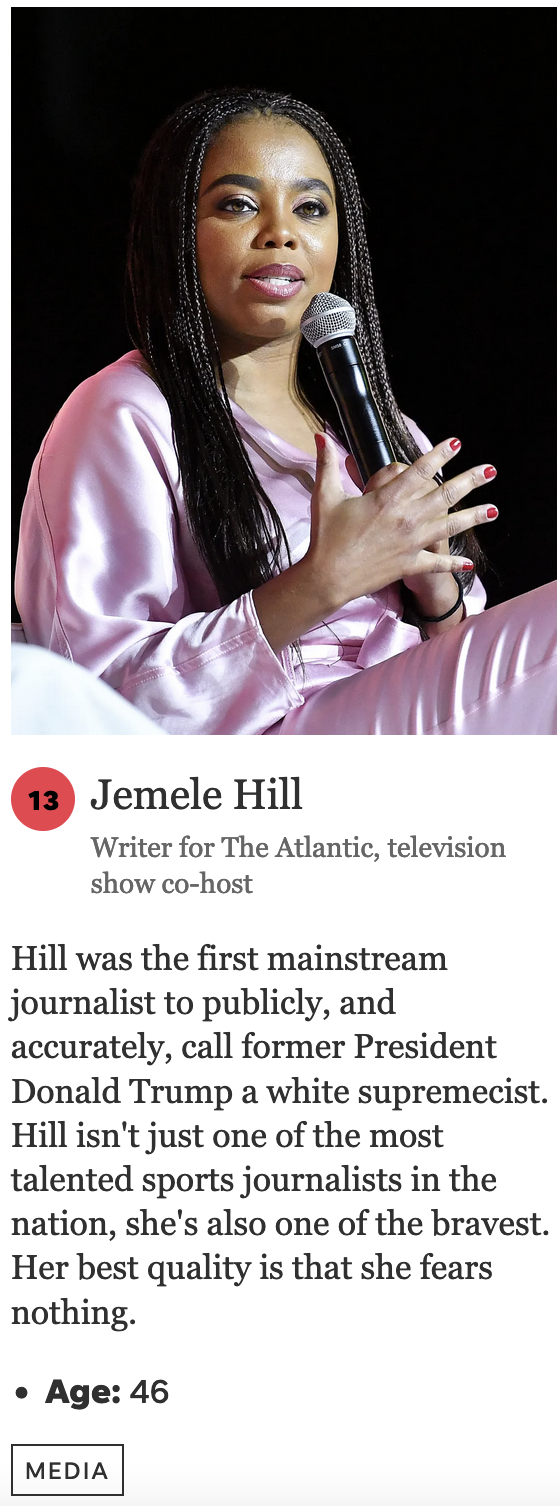 13 Jemele Hill
Writer for The Atlantic, television
show co-host
Hill was the first mainstream
journalist to publicly, and
accurately, call former President
Donald Trump a white supremecist.
Hill isn't just one of the most
talented sports journalists in the
nation, she's also one of the bravest.
Her best quality is that she fears
nothing.
• Age: 46
MEDIA